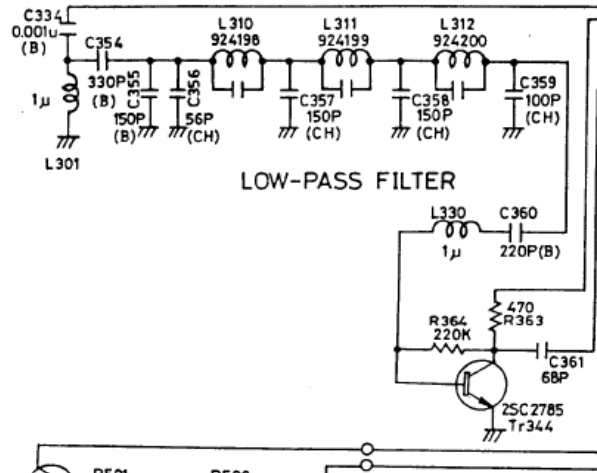 C334
0.001u
(B)
C354
330P
(B)
1μ
L301
C355
150P
(B)
C356
56P
(CH)
L310
924198
L311
924199
L312
924200
C357
150P
(CH)
C358
150P
(CH)
C359
100P
(CH)
LOW-PASS FILTER
L330
1μ
C360
220P(B)
470
R363
R364
220K
C361
68P
2SC2785
Tr344